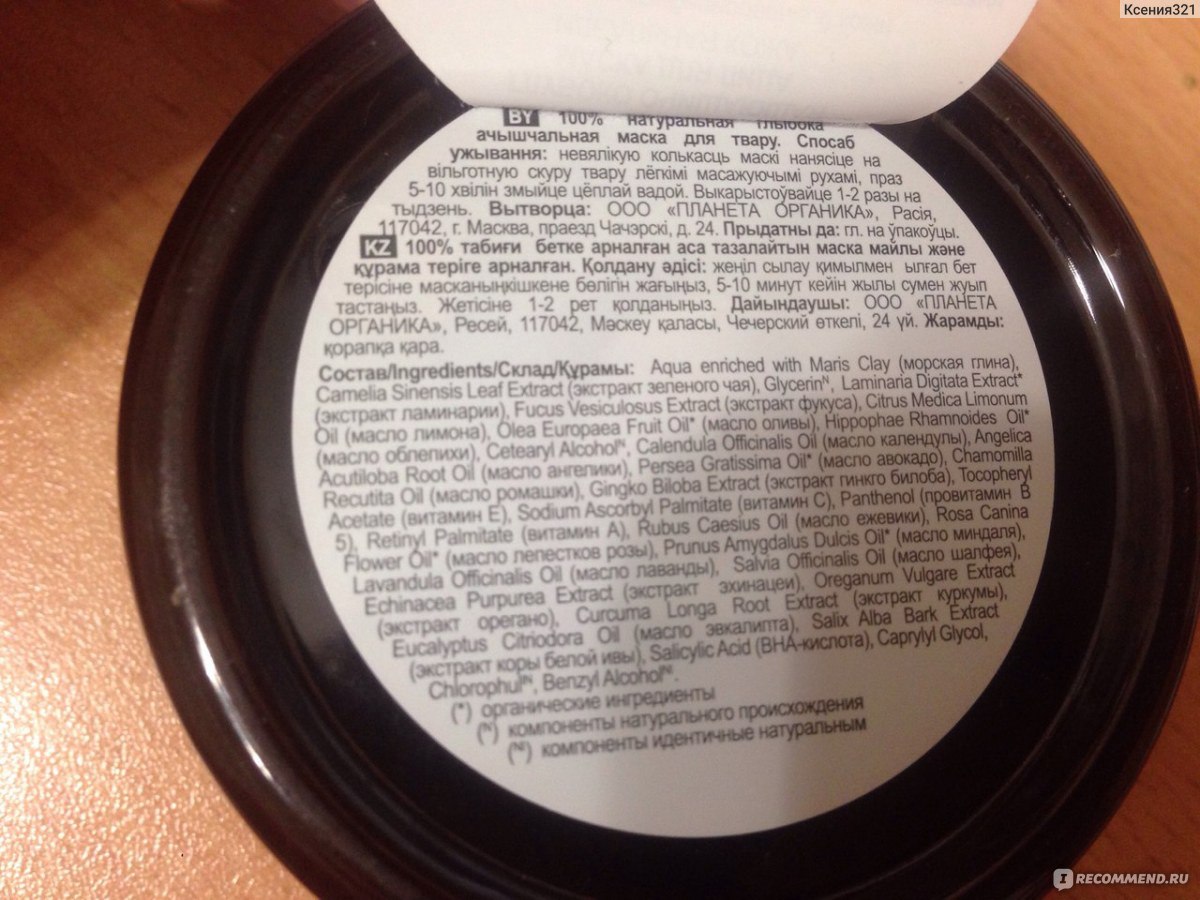 Ксения321
BY 100% натуральная глыбока
ачышчальная маска для твару. Спосаб
ужывання: невялікую колькасць маскі нанясіце на
вільготную скуру твару лёгкімі масажуючымі рухамі, праз
5-10 хвілін змыйце цёплай вадой. Выкарыстоўвайце 1-2 разы на
тыдзень. Вытворца: ООО «ПЛАНЕТА ОРГАНИКА», Расія,
117042, г. Масква, праезд Чачэрскі, д. 24. Прыдатны да: гл. на ўпакоўцы.
KZ 100% табиғи бетке арналған аса тазалайтын маска майлы және
құрама теріге арналған. Қолдану әдісі: жеңіл сылау қимылмен ылғал бет
терісіне масканыңкішкене бөлігін жағыңыз, 5-10 минут кейін жылы сумен жуып
тастаңыз. Жетісіне 1-2 рет қолданыңыз. Дайындаушы: ООО «ПЛАНЕТА
ОРГАНИКА», Ресей, 117042, Мәскеу қаласы, Чечерский өткелі, 24 үй. Жарамды:
қорапқа қара.
Состав/Ingredients/Склад/Құрамы: Aqua enriched with Maris Clay (морская глина),
Camelia Sinensis Leaf Extract (экстракт зеленого чая), Glycerinᴺ, Laminaria Digitata Extract*
(экстракт ламинарии), Fucus Vesiculosus Extract (экстракт фукуса), Citrus Medica Limonum
Oil (масло лимона), Olea Europaea Fruit Oil* (масло оливы), Hippophae Rhamnoides Oil*
(масло облепихи), Cetearyl Alcoholᴺ, Calendula Officinalis Oil (масло календулы), Angelica
Acutiloba Root Oil (масло ангелики), Persea Gratissima Oil* (масло авокадо), Chamomilla
Recutita Oil (масло ромашки), Gingko Biloba Extract (экстракт гинкго билоба), Tocopheryl
Acetate (витамин Е), Sodium Ascorbyl Palmitate (витамин С), Panthenol (провитамин В
5), Retinyl Palmitate (витамин А), Rubus Caesius Oil (масло ежевики), Rosa Canina
Flower Oil* (масло лепестков розы), Prunus Amygdalus Dulcis Oil* (масло миндаля),
Lavandula Officinalis Oil (масло лаванды), Salvia Officinalis Oil (масло шалфея),
Echinacea Purpurea Extract (экстракт эхинацеи), Oreganum Vulgare Extract
(экстракт орегано), Curcuma Longa Root Extract (экстракт куркумы),
Eucalyptus Citriodora Oil (масло эвкалипта), Salix Alba Bark Extract
(экстракт коры белой ивы), Salicylic Acid (BHA-кислота), Caprylyl Glycol,
Chlorophulᴺ, Benzyl Alcoholᴺᴵ.
(*) органические ингредиенты
(ᴺ) компоненты натурального происхождения
(ᴺᴵ) компоненты идентичные натуральным
IRECOMMEND.RU